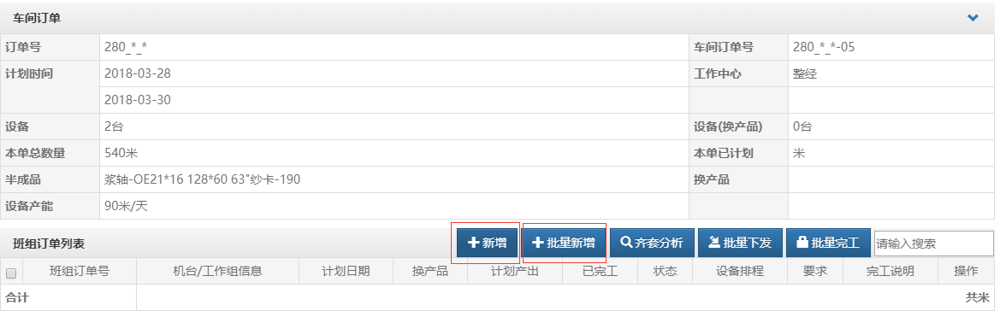 车间订单
订单号 280_*_* 车间订单号 280_*_*-05
计划时间 2018-03-28 工作中心 整经
2018-03-30
设备 2台 设备(换产品) 0台
本单总数量 540米 本单已计划 米
半成品 浆轴-OE21*16 128*60 63"纱卡-190 换产品
设备产能 90米/天
班组订单列表 新增 批量新增 齐套分析 批量下发 批量完工 请输入搜索
班组订单号 机台/工作组信息 计划日期 换产品 计划产出 已完工 状态 设备排程 要求 完工说明 操作
合计 共米